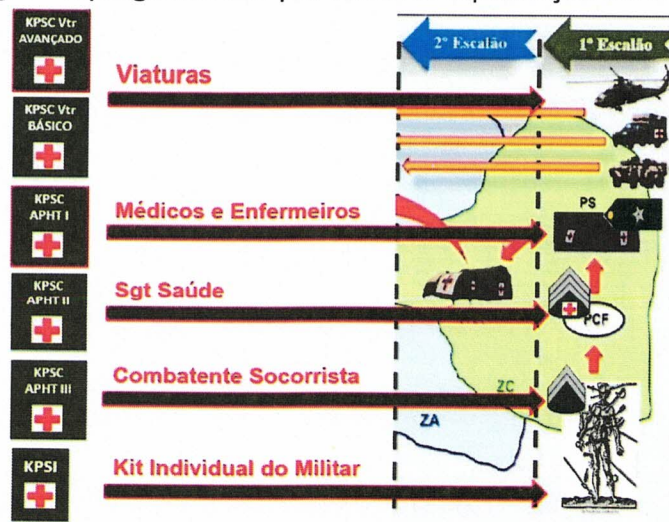 KPSC Vtr
AVANÇADO
2º Escalão
1º Escalão
Viaturas
KPSC Vtr
BÁSICO
KPSC
APHT I
Médicos e Enfermeiros
PS
KPSC
APHT II
Sgt Saúde
PCF
KPSC
APHT III
Combatente Socorrista
ZC
ZA
KPSI
Kit Individual do Militar